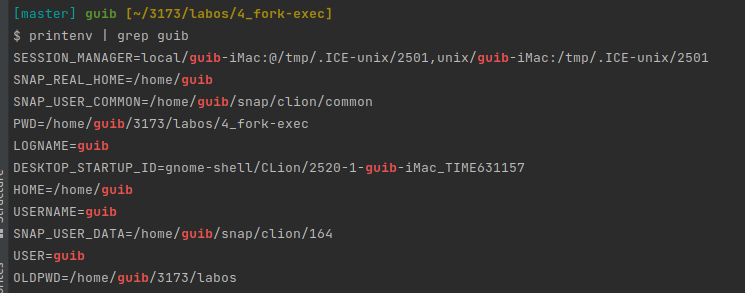 [master] guib [~/3173/labos/4_fork-exec]
$ printenv | grep guib
SESSION_MANAGER=local/guib-iMac:@/tmp/.ICE-unix/2501,unix/guib-iMac:/tmp/.ICE-unix/2501
SNAP_REAL_HOME=/home/guib
SNAP_USER_COMMON=/home/guib/snap/clion/common
PWD=/home/guib/3173/labos/4_fork-exec
LOGNAME=guib
DESKTOP_STARTUP_ID=gnome-shell/CLion/2520-1-guib-iMac_TIME631157
HOME=/home/guib
USERNAME=guib
SNAP_USER_DATA=/home/guib/snap/clion/164
USER=guib
OLDPWD=/home/guib/3173/labos